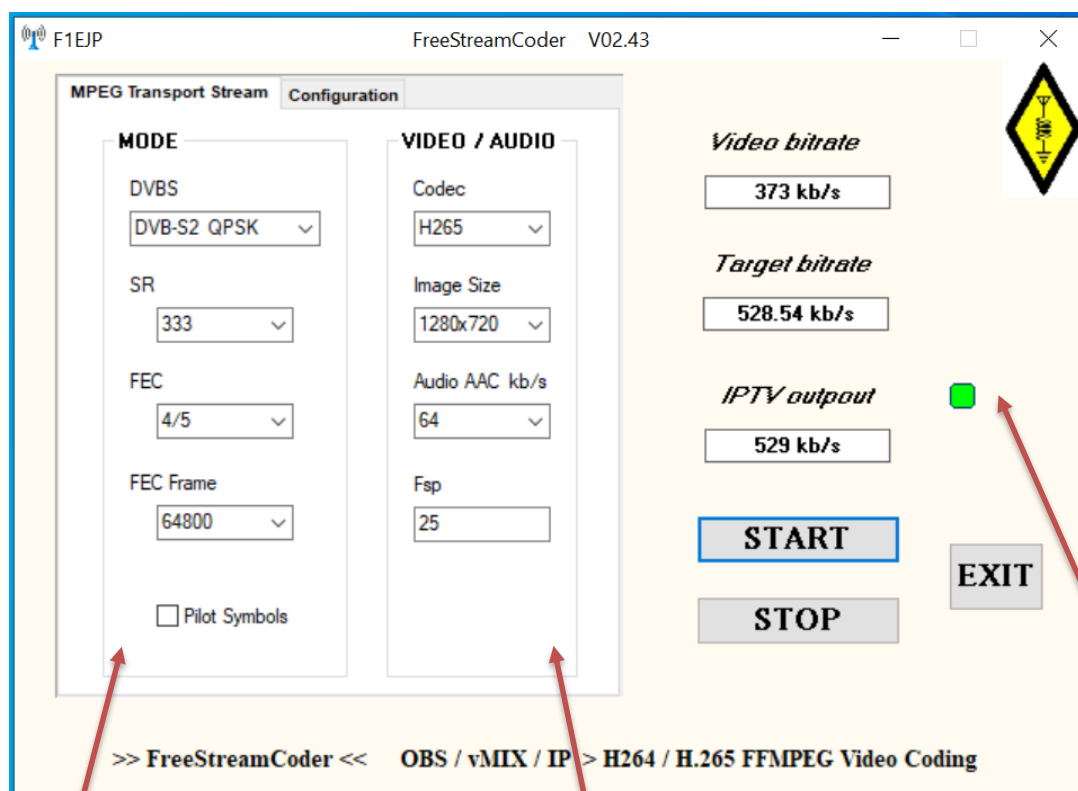 F1EJP
FreeStreamCoder V02.43
MPEG Transport Stream
Configuration
MODE
DVBS
DVB-S2 QPSK
SR
333
FEC
4/5
FEC Frame
64800
Pilot Symbols
VIDEO / AUDIO
Codec
H265
Image Size
1280x720
Audio AAC kb/s
64
Fsp
25
Video bitrate
373 kb/s
Target bitrate
528.54 kb/s
IPTV outpout
529 kb/s
START
STOP
EXIT
>> FreeStreamCoder << OBS / vMIX / IP > H264 / H.265 FFMPEG Video Coding